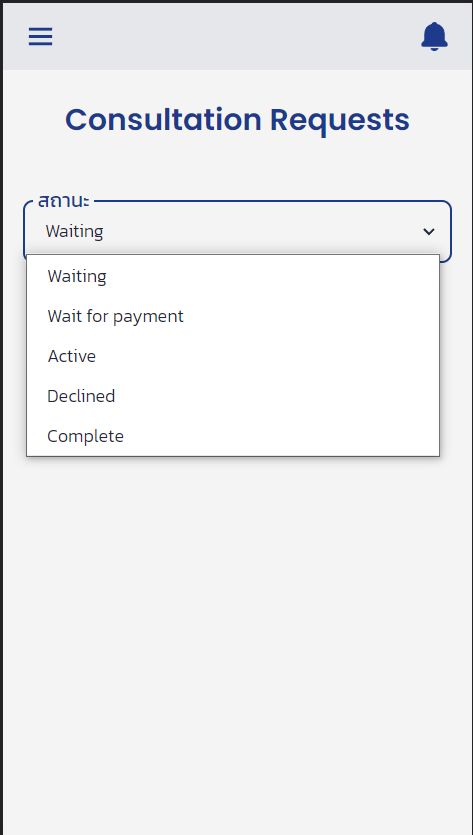 Consultation Requests
สถานะ
Waiting
Waiting
Wait for payment
Active
Declined
Complete